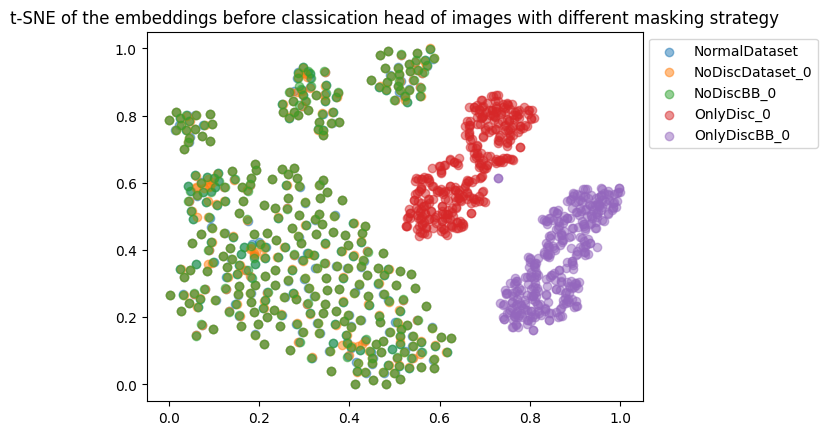 t-SNE of the embeddings before classication head of images with different masking strategy
NormalDataset
NoDiscDataset_0
NoDiscBB_0
OnlyDisc_0
OnlyDiscBB_0
1.0
0.8
0.6
0.4
0.2
0.0
0.0 0.2 0.4 0.6 0.8 1.0